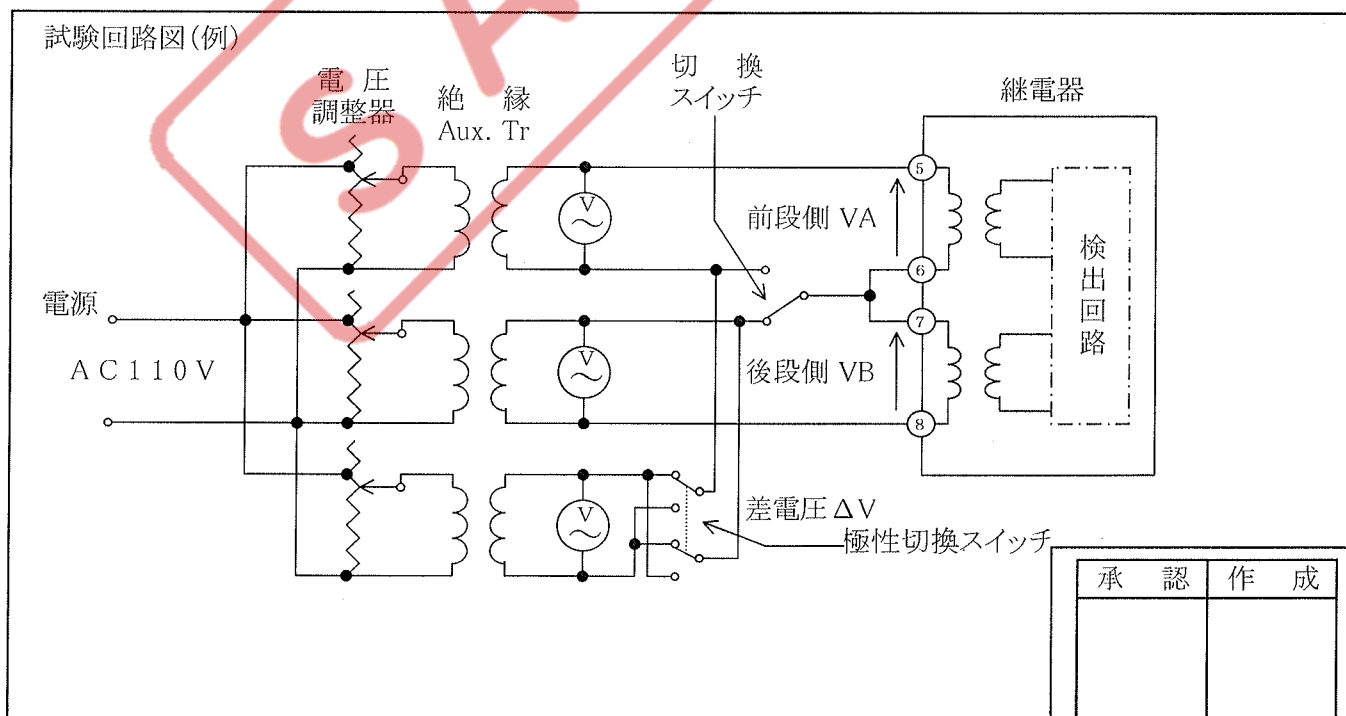 試験回路図(例)
電 圧
調整器
絶 縁
Aux. Tr
切 換
スイッチ
継電器
V
5
前段側 VA
6
検出回路
電源
AC110V
V
7
後段側 VB
8
V
差電圧ΔV
極性切換スイッチ
承 認
作 成
SA